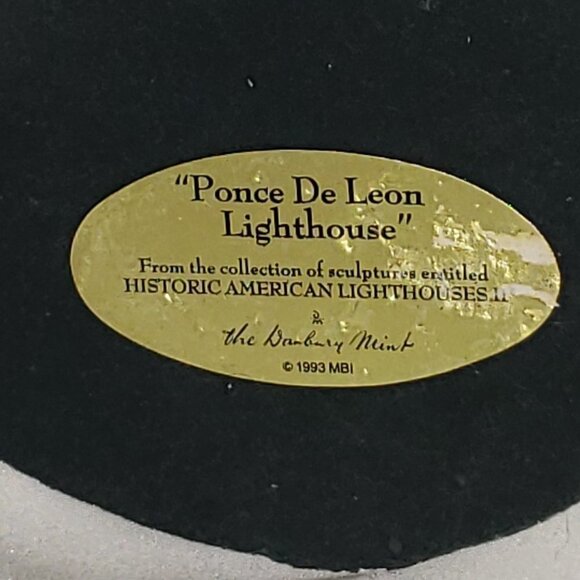 "Ponce De Leon
Lighthouse"
From the collection of sculptures entitled
HISTORIC AMERICAN LIGHTHOUSES II
DM
The Danbury Mint
© 1993 MBI